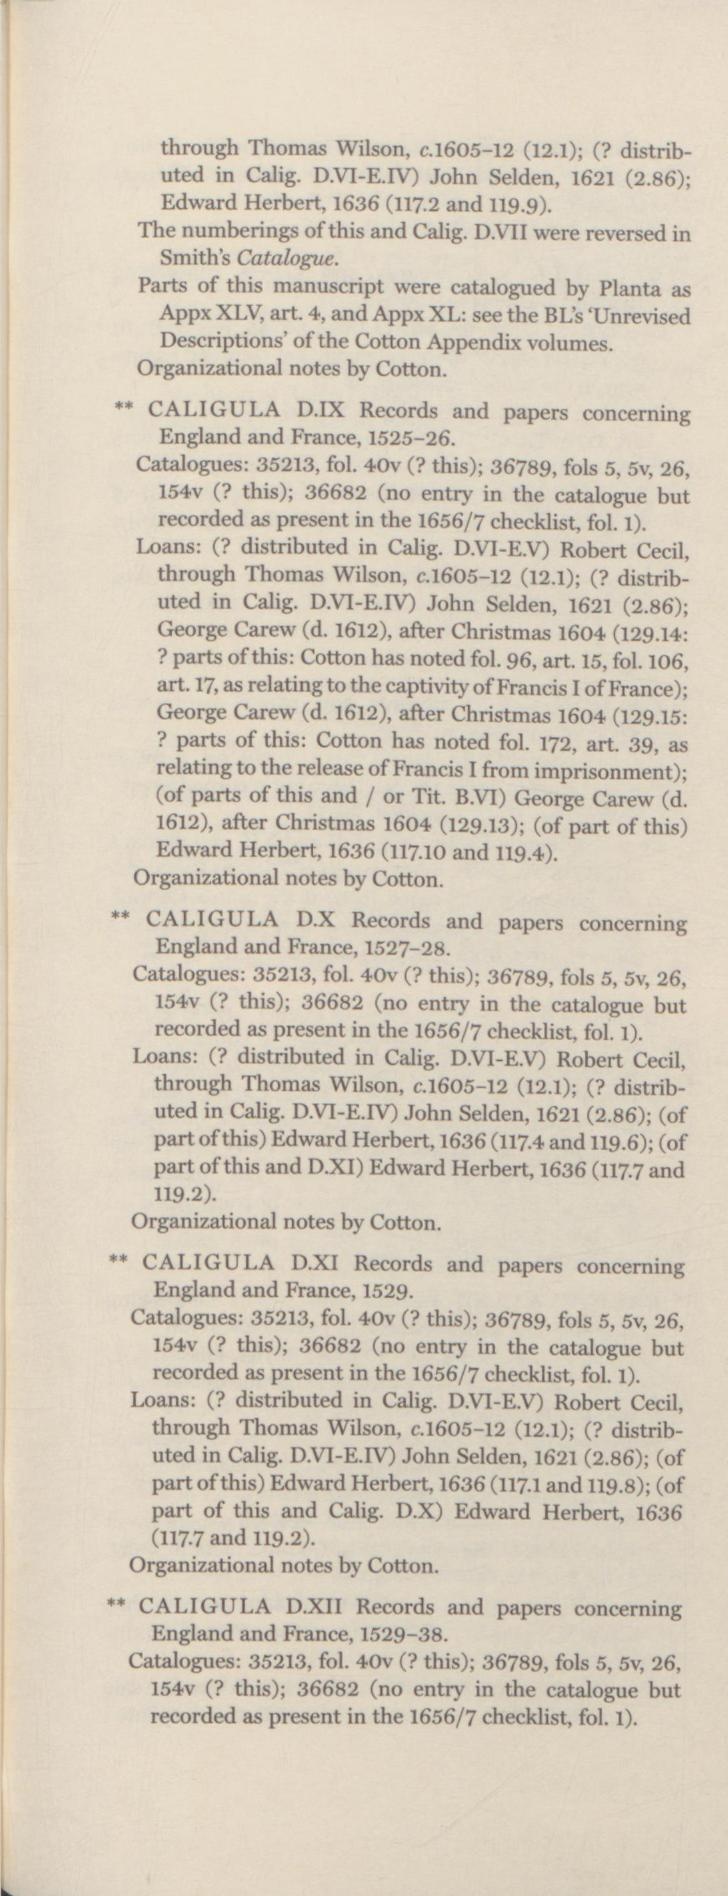 through Thomas Wilson, c.1605–12 (12.1); (? distrib-
uted in Calig. D.VI-E.IV) John Selden, 1621 (2.86);
Edward Herbert, 1636 (117.2 and 119.9).
The numberings of this and Calig. D.VII were reversed in
Smith's Catalogue.
Parts of this manuscript were catalogued by Planta as
Appx XLV, art. 4, and Appx XL: see the BL's 'Unrevised
Descriptions' of the Cotton Appendix volumes.
Organizational notes by Cotton.
** CALIGULA D.IX Records and papers concerning
England and France, 1525–26.
Catalogues: 35213, fol. 40v (? this); 36789, fols 5, 5v, 26,
154v (? this); 36682 (no entry in the catalogue but
recorded as present in the 1656/7 checklist, fol. 1).
Loans: (? distributed in Calig. D.VI-E.V) Robert Cecil,
through Thomas Wilson, c.1605–12 (12.1); (? distrib-
uted in Calig. D.VI-E.IV) John Selden, 1621 (2.86);
George Carew (d. 1612), after Christmas 1604 (129.14:
? parts of this: Cotton has noted fol. 96, art. 15, fol. 106,
art. 17, as relating to the captivity of Francis I of France);
George Carew (d. 1612), after Christmas 1604 (129.15:
? parts of this: Cotton has noted fol. 172, art. 39, as
relating to the release of Francis I from imprisonment);
(of parts of this and / or Tit. B.VI) George Carew (d.
1612), after Christmas 1604 (129.13); (of part of this)
Edward Herbert, 1636 (117.10 and 119.4).
Organizational notes by Cotton.
** CALIGULA D.X Records and papers concerning
England and France, 1527–28.
Catalogues: 35213, fol. 40v (? this); 36789, fols 5, 5v, 26,
154v (? this); 36682 (no entry in the catalogue but
recorded as present in the 1656/7 checklist, fol. 1).
Loans: (? distributed in Calig. D.VI-E.V) Robert Cecil,
through Thomas Wilson, c.1605–12 (12.1); (? distrib-
uted in Calig. D.VI-E.IV) John Selden, 1621 (2.86); (of
part of this) Edward Herbert, 1636 (117.4 and 119.6); (of
part of this and D.XI) Edward Herbert, 1636 (117.7 and
119.2).
Organizational notes by Cotton.
** CALIGULA D.XI Records and papers concerning
England and France, 1529.
Catalogues: 35213, fol. 40v (? this); 36789, fols 5, 5v, 26,
154v (? this); 36682 (no entry in the catalogue but
recorded as present in the 1656/7 checklist, fol. 1).
Loans: (? distributed in Calig. D.VI-E.V) Robert Cecil,
through Thomas Wilson, c.1605–12 (12.1); (? distrib-
uted in Calig. D.VI-E.IV) John Selden, 1621 (2.86); (of
part of this) Edward Herbert, 1636 (117.1 and 119.8); (of
part of this and Calig. D.X) Edward Herbert, 1636
(117.7 and 119.2).
Organizational notes by Cotton.
** CALIGULA D.XII Records and papers concerning
England and France, 1529–38.
Catalogues: 35213, fol. 40v (? this); 36789, fols 5, 5v, 26,
154v (? this); 36682 (no entry in the catalogue but
recorded as present in the 1656/7 checklist, fol. 1).